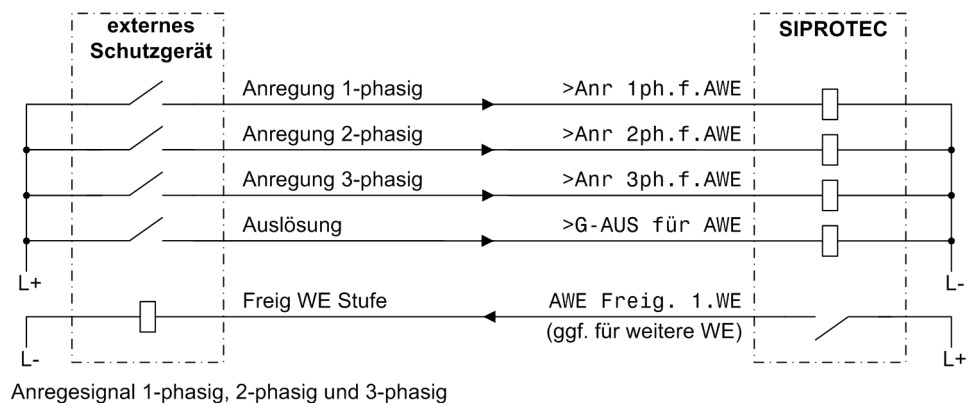 externes
Schutzgerät
SIPROTEC
Anregung 1-phasig
>Anr 1ph.f.AWE
Anregung 2-phasig
>Anr 2ph.f.AWE
Anregung 3-phasig
>Anr 3ph.f.AWE
Auslösung
>G-AUS für AWE
L+
L-
Freig WE Stufe
AWE Freig. 1.WE
(ggf. für weitere WE)
L-
L+
Anregesignal 1-phasig, 2-phasig und 3-phasig